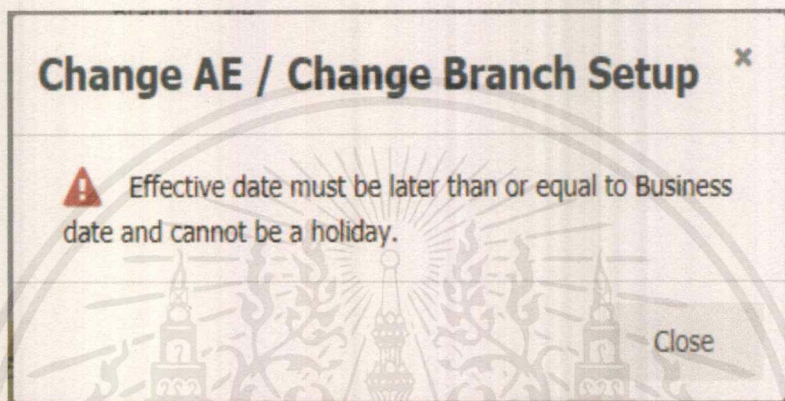 Change AE / Change Branch Setup
Effective date must be later than or equal to Business
date and cannot be a holiday.
Close